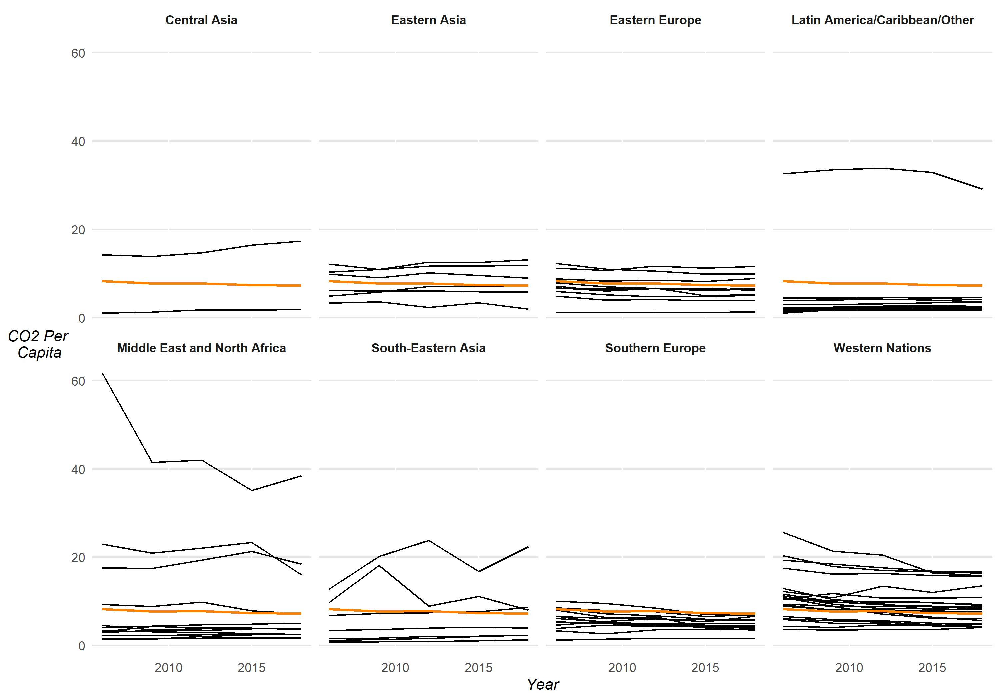 Central Asia
Eastern Asia
Eastern Europe
Latin America/Caribbean/Other
60
40
20
0
CO2 Per
Capita
Middle East and North Africa
South-Eastern Asia
Southern Europe
Western Nations
60
40
20
0
2010
2015
2010
2015
2010
2015
2010
2015
Year